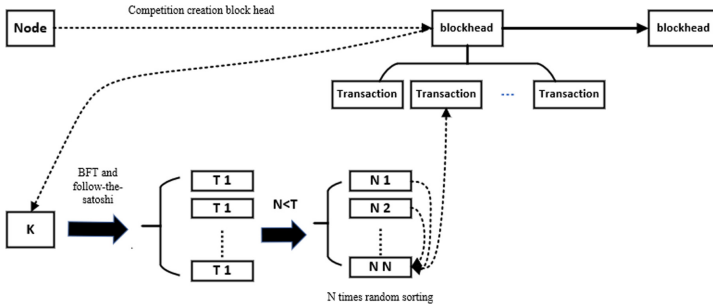 Competition creation block head
Node
blockhead
blockhead
Transaction
Transaction
...
Transaction
BFT and
follow-the-
satoshi
K
T 1
T 1
T 1
N<T
N 1
N 2
N N
N times random sorting